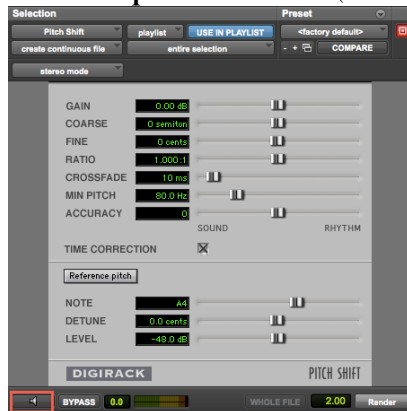 Selection Preset
Pitch Shift playlist USE IN PLAYLIST <factory default>
create continuous file entire selection - + COMPARE
stereo mode
GAIN 0.00 dB
COARSE 0 semiton
FINE 0 cents
RATIO 1.000:1
CROSSFADE 10 ms
MIN PITCH 80.0 Hz
ACCURACY 0
SOUND RHYTHM
TIME CORRECTION
Reference pitch
NOTE A4
DETUNE 0.0 cents
LEVEL -48.0 dB
DIGIRACK PITCH SHIFT
BYPASS 0.0 WHOLE FILE 2.00 Render